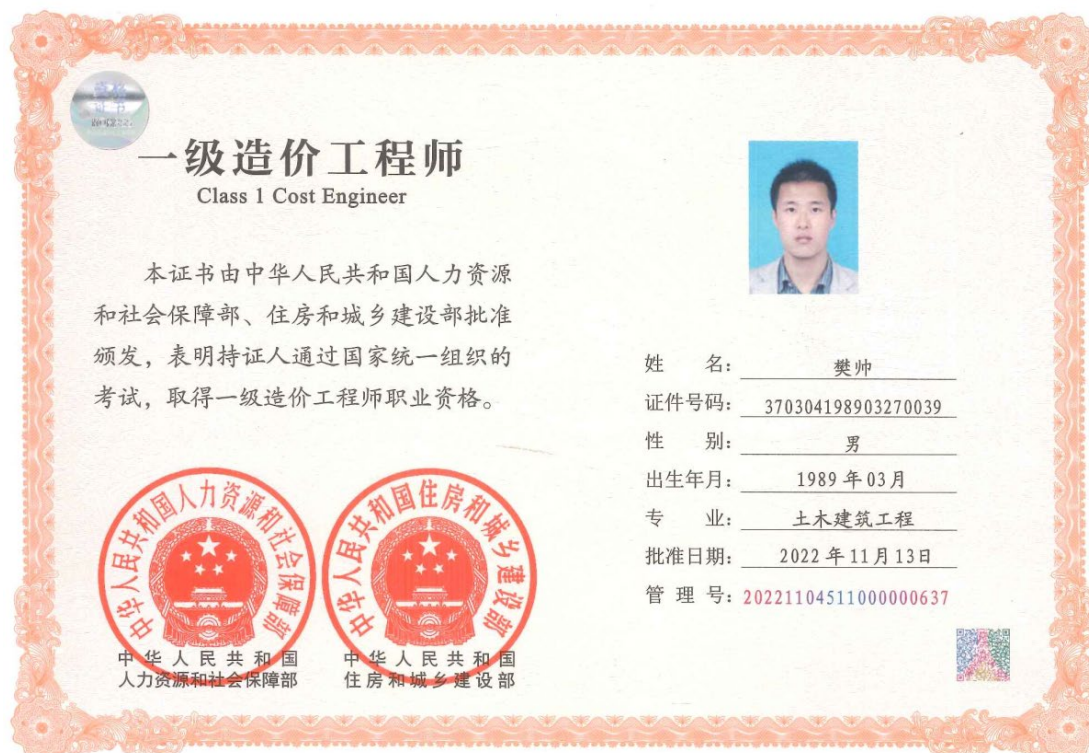 资格
证书
一级造价工程师
Class 1 Cost Engineer
本证书由中华人民共和国人力资源
和社会保障部、住房和城乡建设部批准
颁发，表明持证人通过国家统一组织的
考试，取得一级造价工程师职业资格。
中华人民共和国人力资源和社会保障部
中华人民共和国住房和城乡建设部
中华人民共和国
人力资源和社会保障部
中华人民共和国
住房和城乡建设部
姓 名：樊帅
证件号码：370304198903270039
性 别：男
出生年月：1989年03月
专 业：土木建筑工程
批准日期：2022年11月13日
管 理 号：20221104511000000637